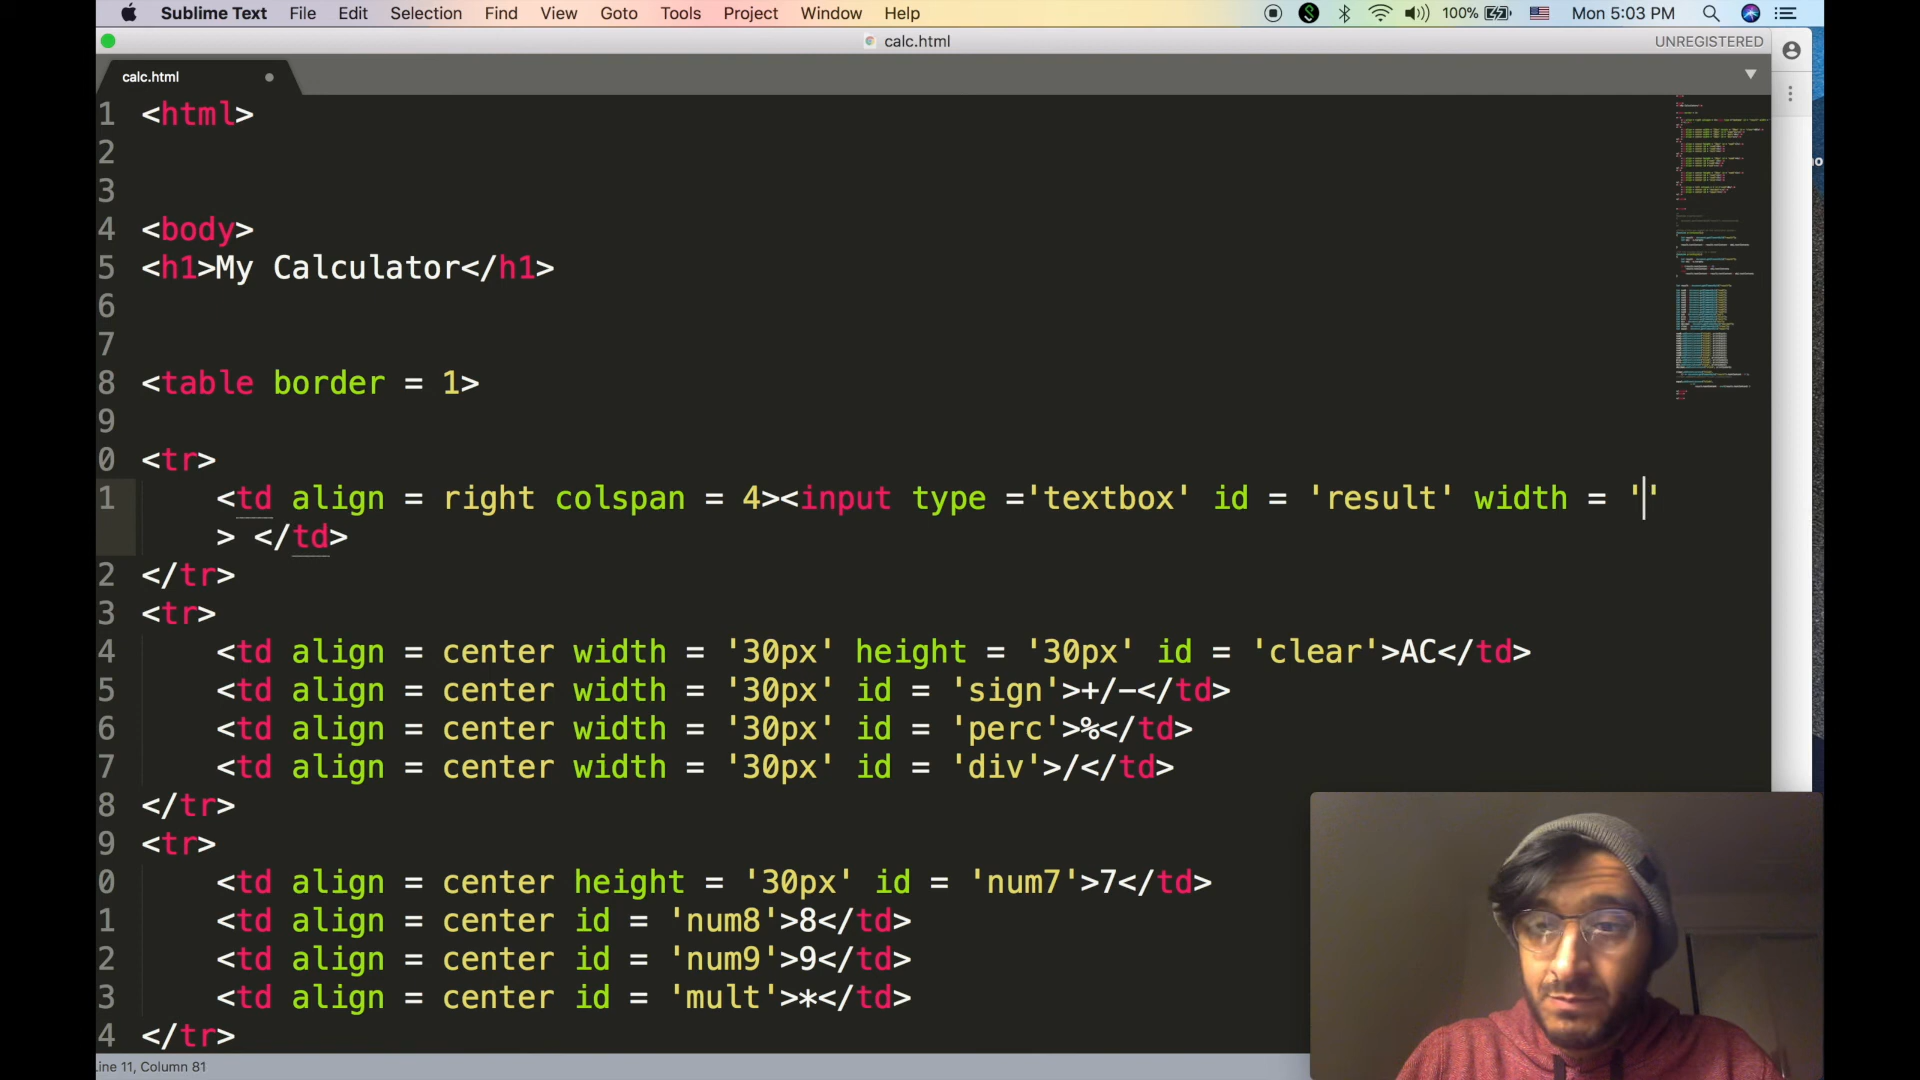 Sublime Text File Edit Selection Find View Goto Tools Project Window Help 100% Mon 5:03 PM
calc.html UNREGISTERED
calc.html
1 <html>
2
3
4 <body>
5 <h1>My Calculator</h1>
6
7
8 <table border = 1>
9
0 <tr>
1 <td align = right colspan = 4><input type ='textbox' id = 'result' width = ''
> </td>
2 </tr>
3 <tr>
4 <td align = center width = '30px' height = '30px' id = 'clear'>AC</td>
5 <td align = center width = '30px' id = 'sign'>+/-</td>
6 <td align = center width = '30px' id = 'perc'>%</td>
7 <td align = center width = '30px' id = 'div'>/</td>
8 </tr>
9 <tr>
0 <td align = center height = '30px' id = 'num7'>7</td>
1 <td align = center id = 'num8'>8</td>
2 <td align = center id = 'num9'>9</td>
3 <td align = center id = 'mult'>*</td>
4 </tr>
ine 11, Column 81